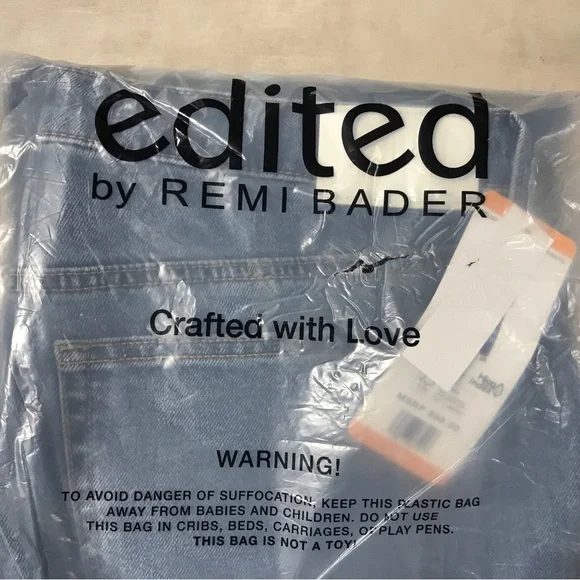 edited
by REMI BADER
Crafted with Love
WARNING!
TO AVOID DANGER OF SUFFOCATION, KEEP THIS PLASTIC BAG
AWAY FROM BABIES AND CHILDREN. DO NOT USE
THIS BAG IN CRIBS, BEDS, CARRIAGES, OR PLAY PENS.
THIS BAG IS NOT A TOY!